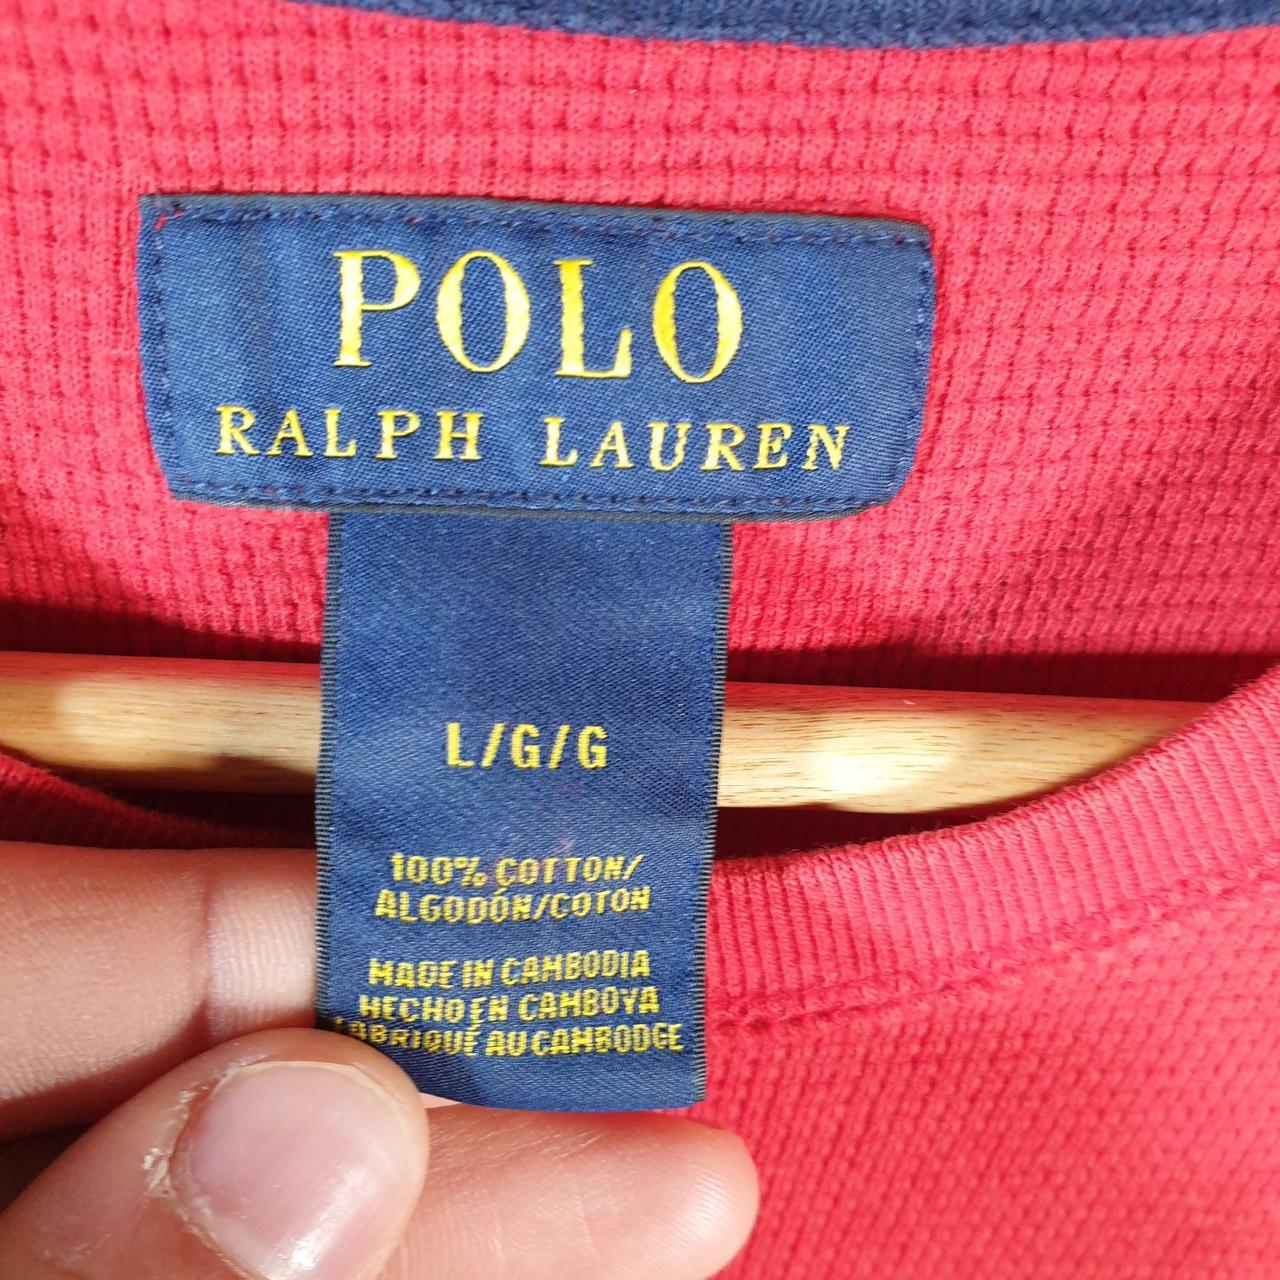 POLO
RALPH LAUREN
L/G/G
100% COTTON/
ALGODÓN/COTON
MADE IN CAMBODIA
HECHO EN CAMBOYA
FABRIQUÉ AU CAMBODGE